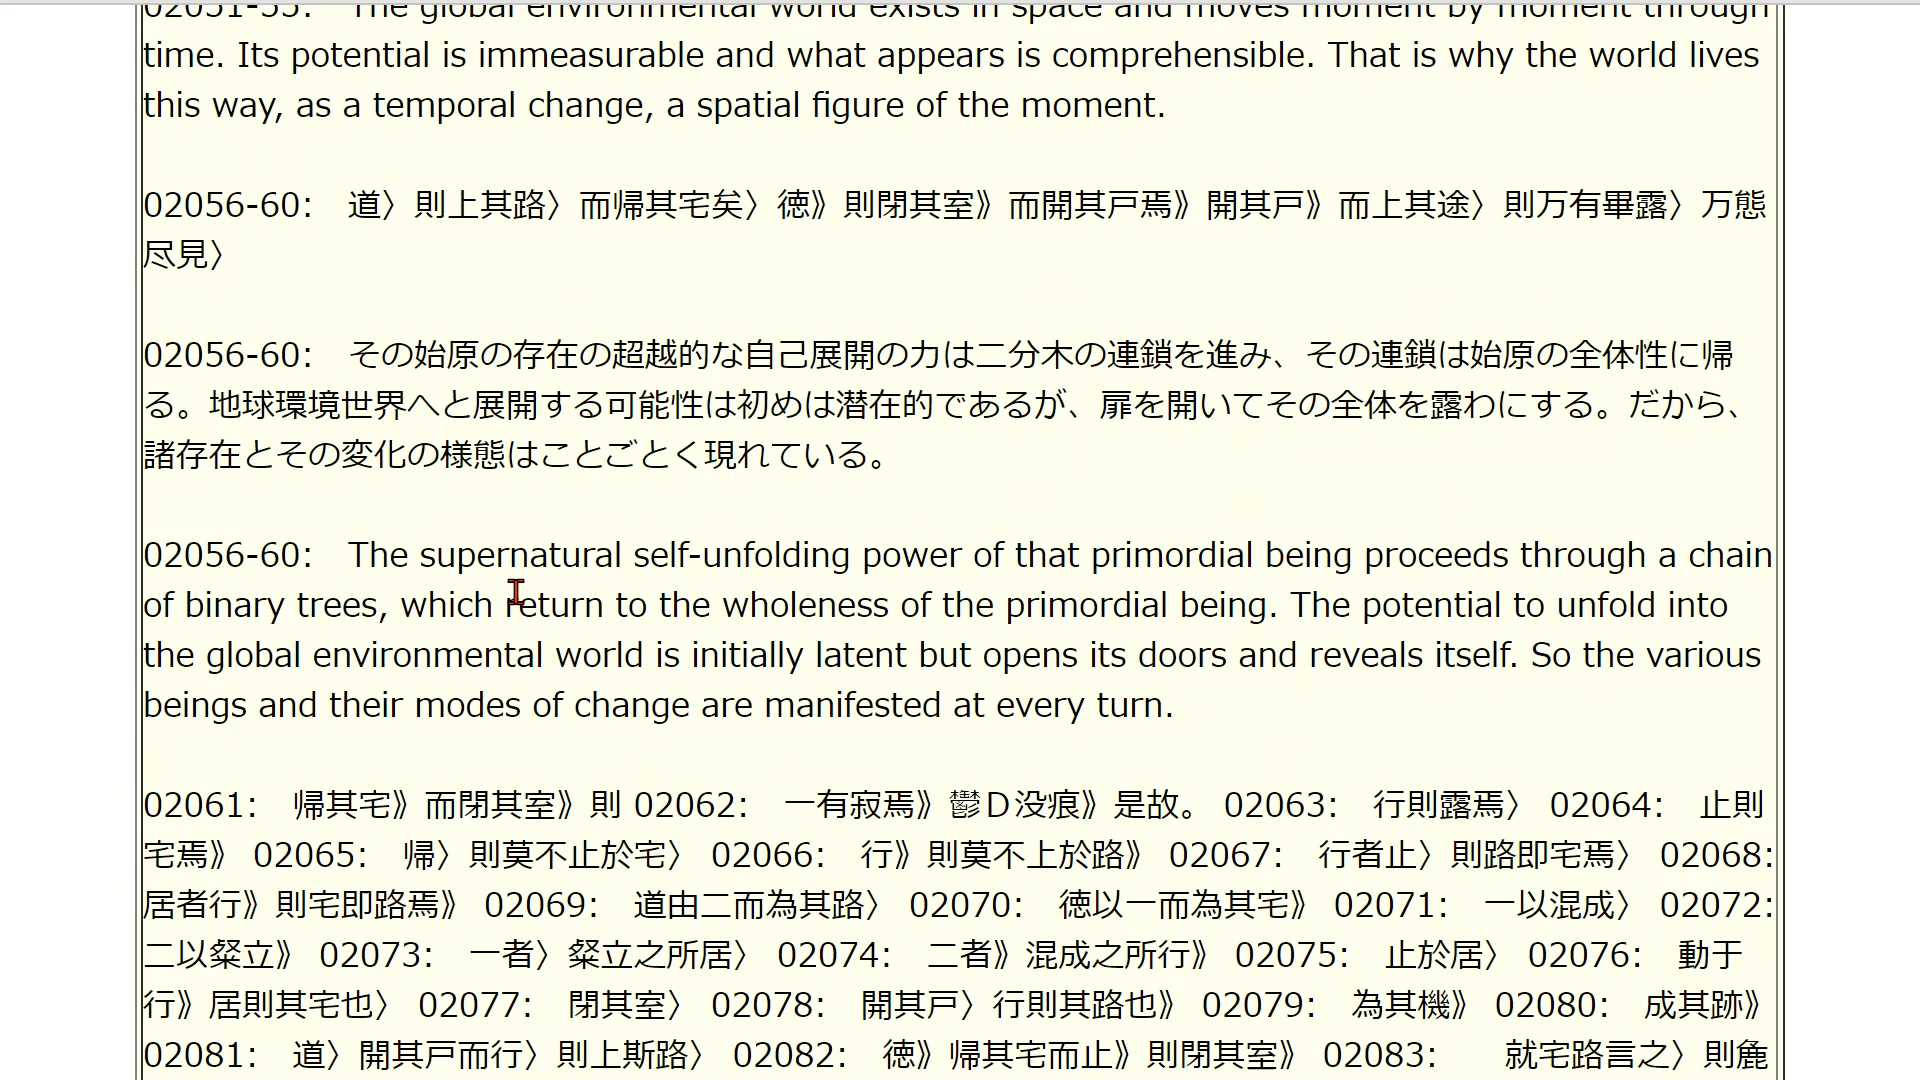 02051-55:　The global environmental world exists in space and moves moment by moment through
time. Its potential is immeasurable and what appears is comprehensible. That is why the world lives
this way, as a temporal change, a spatial figure of the moment.
02056-60:　道〉則上其路〉而帰其宅矣〉徳》則閉其室》而開其戸焉》開其戸》而上其途〉則万有畢露〉万態
尽見〉
02056-60:　その始原の存在の超越的な自己展開の力は二分木の連鎖を進み、その連鎖は始原の全体性に帰
る。地球環境世界へと展開する可能性は初めは潜在的であるが、扉を開いてその全体を露わにする。だから、
諸存在とその変化の様態はことごとく現れている。
02056-60:　The supernatural self-unfolding power of that primordial being proceeds through a chain
of binary trees, which return to the wholeness of the primordial being. The potential to unfold into
the global environmental world is initially latent but opens its doors and reveals itself. So the various
beings and their modes of change are manifested at every turn.
02061:　帰其宅》而閉其室》則 02062:　一有寂焉》鬱Ｄ没痕》是故。 02063:　行則露焉〉 02064:　止則
宅焉》 02065:　帰〉則莫不止於宅〉 02066:　行》則莫不上於路》 02067:　行者止〉則路即宅焉〉 02068:
居者行》則宅即路焉》 02069:　道由二而為其路〉 02070:　徳以一而為其宅》 02071:　一以混成〉 02072:
二以粲立》 02073:　一者〉粲立之所居〉 02074:　二者》混成之所行》 02075:　止於居〉 02076:　動于
行》居則其宅也〉 02077:　閉其室〉 02078:　開其戸〉行則其路也》 02079:　為其機》 02080:　成其跡》
02081:　道〉開其戸而行〉則上斯路〉 02082:　徳》帰其宅而止》則閉其室》 02083:　　就宅路言之〉則麁